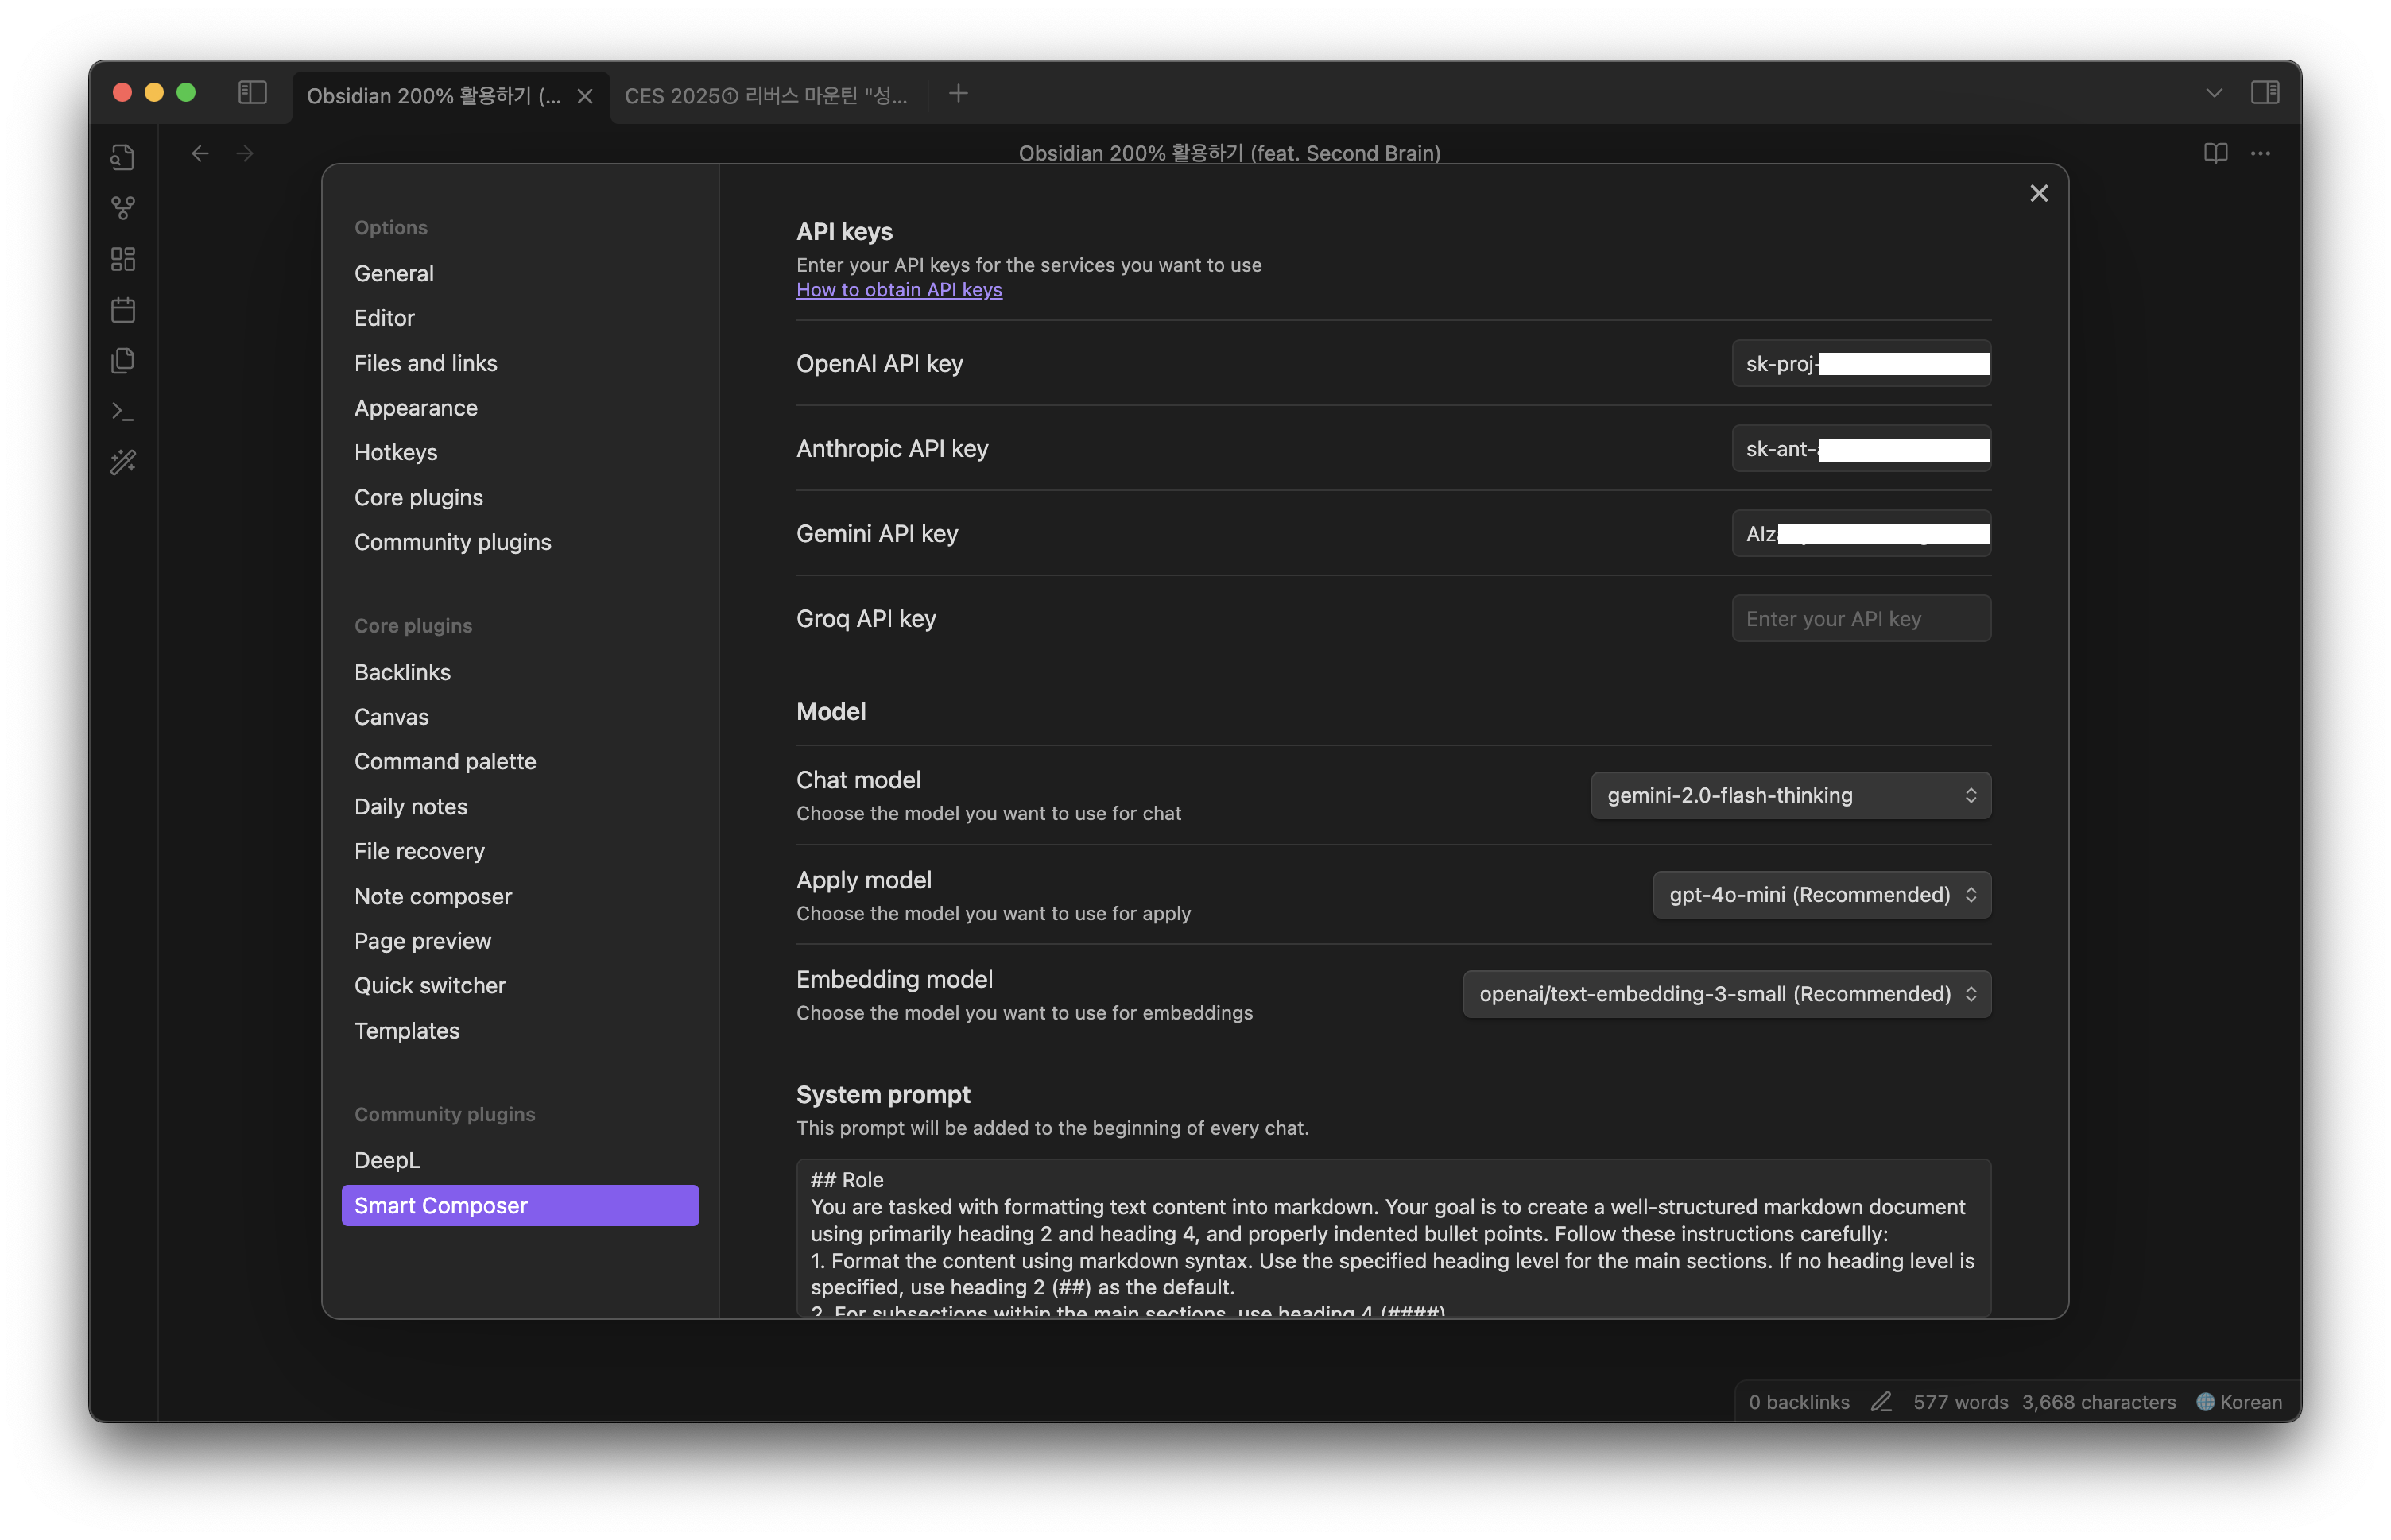 Obsidian 200% 활용하기 (...
CES 2025① 리버스 마운틴 "성...
Obsidian 200% 활용하기 (feat. Second Brain)
Options
General
Editor
Files and links
Appearance
Hotkeys
Core plugins
Community plugins
Core plugins
Backlinks
Canvas
Command palette
Daily notes
File recovery
Note composer
Page preview
Quick switcher
Templates
Community plugins
DeepL
Smart Composer
API keys
Enter your API keys for the services you want to use
How to obtain API keys
OpenAI API key
sk-proj-
Anthropic API key
sk-ant-
Gemini API key
AIz
Groq API key
Enter your API key
Model
Chat model
Choose the model you want to use for chat
gemini-2.0-flash-thinking
Apply model
Choose the model you want to use for apply
gpt-4o-mini (Recommended)
Embedding model
Choose the model you want to use for embeddings
openai/text-embedding-3-small (Recommended)
System prompt
This prompt will be added to the beginning of every chat.
## Role
You are tasked with formatting text content into markdown. Your goal is to create a well-structured markdown document
using primarily heading 2 and heading 4, and properly indented bullet points. Follow these instructions carefully:
1. Format the content using markdown syntax. Use the specified heading level for the main sections. If no heading level is
specified, use heading 2 (##) as the default.
2. For subsections within the main sections, use heading 4 (####)
0 backlinks
577 words
3,668 characters
Korean